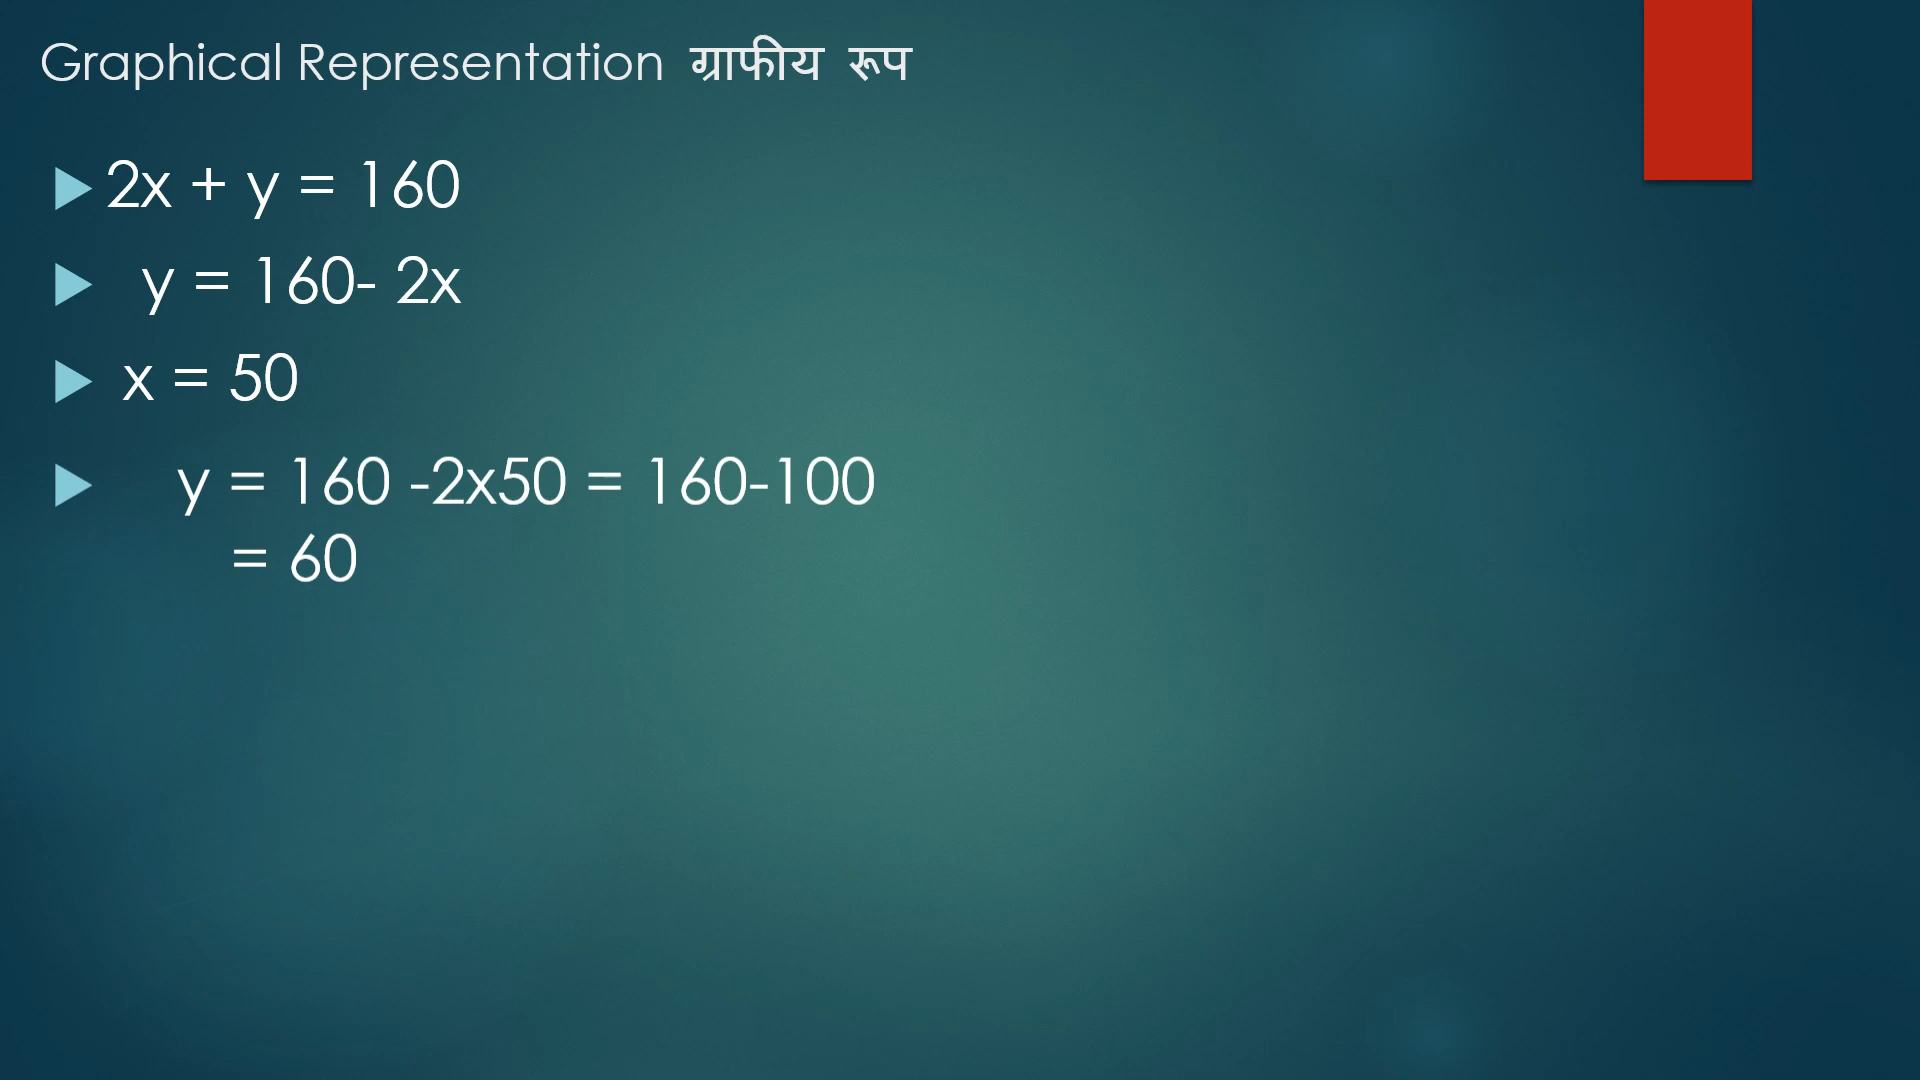 Graphical Representation ग्राफीय रूप
2x + y = 160
y = 160- 2x
x = 50
y = 160 -2x50 = 160-100
= 60